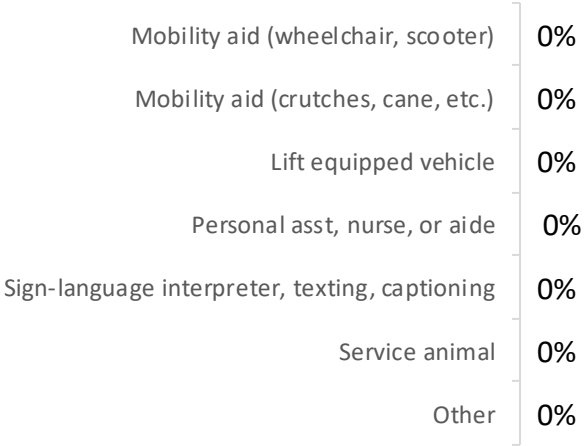 Mobility aid (wheelchair, scooter) 0%
Mobility aid (crutches, cane, etc.) 0%
Lift equipped vehicle 0%
Personal asst, nurse, or aide 0%
Sign-language interpreter, texting, captioning 0%
Service animal 0%
Other 0%